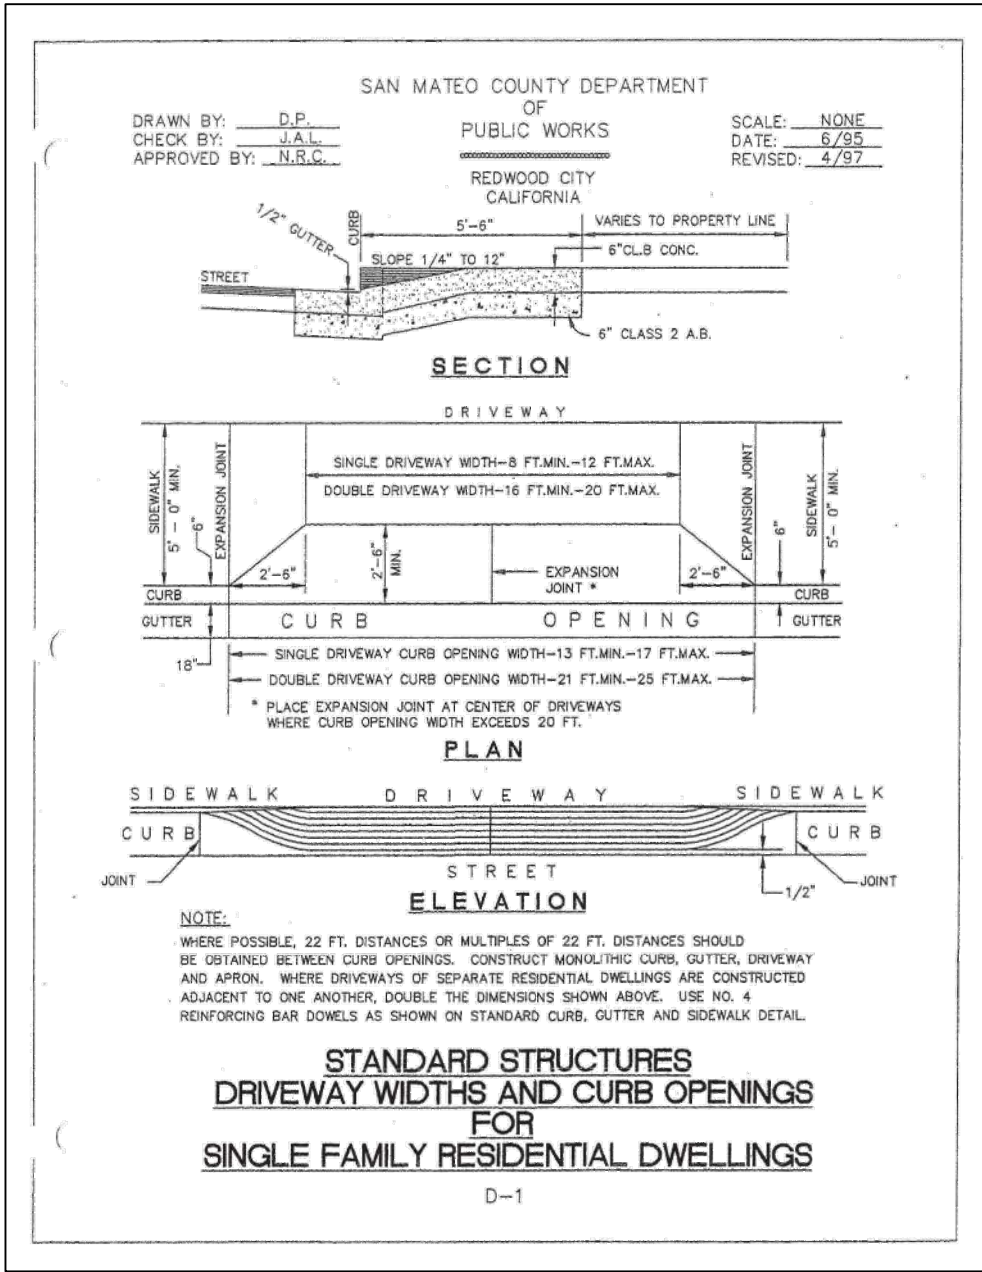 SAN MATEO COUNTY DEPARTMENT
OF
PUBLIC WORKS
REDWOOD CITY
CALIFORNIA
DRAWN BY: D.P.
CHECK BY: J.A.L.
APPROVED BY: N.R.C.
SCALE: NONE
DATE: 6/95
REVISED: 4/97
1/2" GUTTER
CURB
5'-6"
VARIES TO PROPERTY LINE
SLOPE 1/4" TO 12"
6"CL.B CONC.
STREET
6" CLASS 2 A.B.
SECTION
DRIVEWAY
SIDEWALK
5'-0" MIN.
6"
EXPANSION JOINT
SINGLE DRIVEWAY WIDTH-8 FT.MIN.-12 FT.MAX.
DOUBLE DRIVEWAY WIDTH-16 FT.MIN.-20 FT.MAX.
EXPANSION JOINT
6"
SIDEWALK
5'-0" MIN.
2'-6"
2'-6"
MIN.
EXPANSION
JOINT *
2'-6"
CURB
CURB
GUTTER
CURB OPENING
GUTTER
18"
SINGLE DRIVEWAY CURB OPENING WIDTH-13 FT.MIN.-17 FT.MAX.
DOUBLE DRIVEWAY CURB OPENING WIDTH-21 FT.MIN.-25 FT.MAX.
* PLACE EXPANSION JOINT AT CENTER OF DRIVEWAYS
WHERE CURB OPENING WIDTH EXCEEDS 20 FT.
PLAN
SIDEWALK DRIVEWAY SIDEWALK
CURB CURB
STREET
JOINT
1/2"
JOINT
ELEVATION
NOTE:
WHERE POSSIBLE, 22 FT. DISTANCES OR MULTIPLES OF 22 FT. DISTANCES SHOULD
BE OBTAINED BETWEEN CURB OPENINGS. CONSTRUCT MONOLITHIC CURB, GUTTER, DRIVEWAY
AND APRON. WHERE DRIVEWAYS OF SEPARATE RESIDENTIAL DWELLINGS ARE CONSTRUCTED
ADJACENT TO ONE ANOTHER, DOUBLE THE DIMENSIONS SHOWN ABOVE. USE NO. 4
REINFORCING BAR DOWELS AS SHOWN ON STANDARD CURB, GUTTER AND SIDEWALK DETAIL.
STANDARD STRUCTURES
DRIVEWAY WIDTHS AND CURB OPENINGS
FOR
SINGLE FAMILY RESIDENTIAL DWELLINGS
D-1